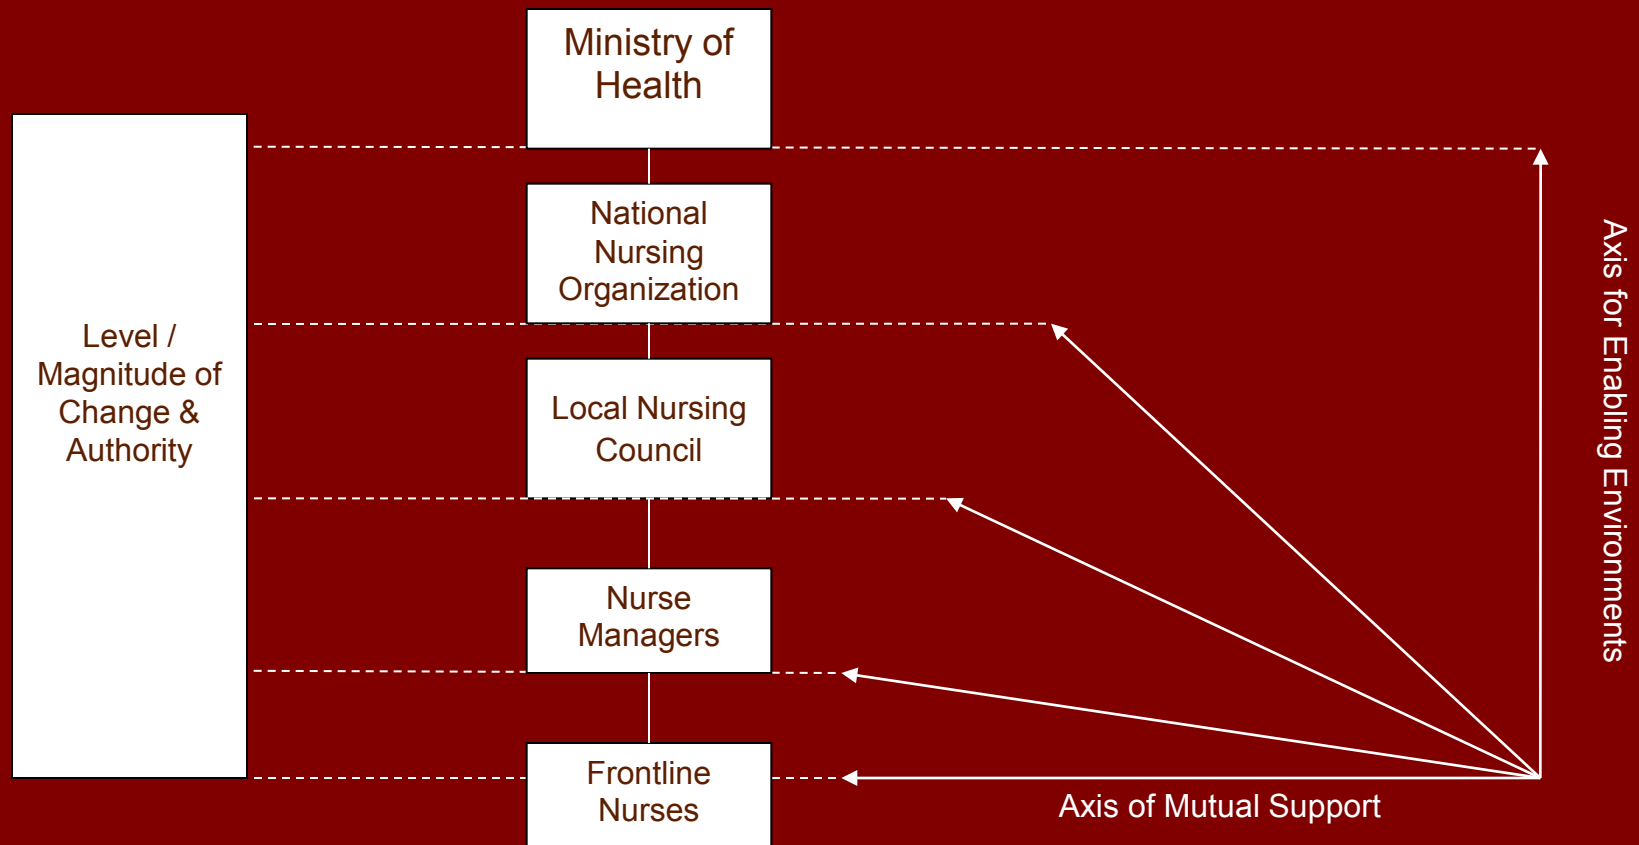 Ministry of
Health
National
Nursing
Organization
Level /
Magnitude of
Change &
Authority
Local Nursing
Council
Nurse
Managers
Frontline
Nurses
Axis of Mutual Support
Axis for Enabling Environments